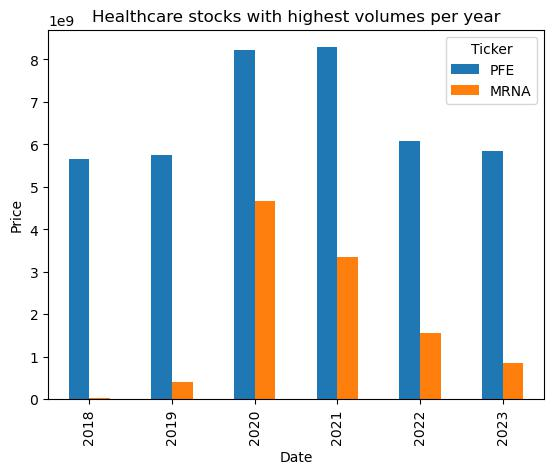 Healthcare stocks with highest volumes per year
1e9
Ticker
PFE
MRNA
8
7
6
5
4
3
2
1
0
Price
2018
2019
2020
2021
2022
2023
Date